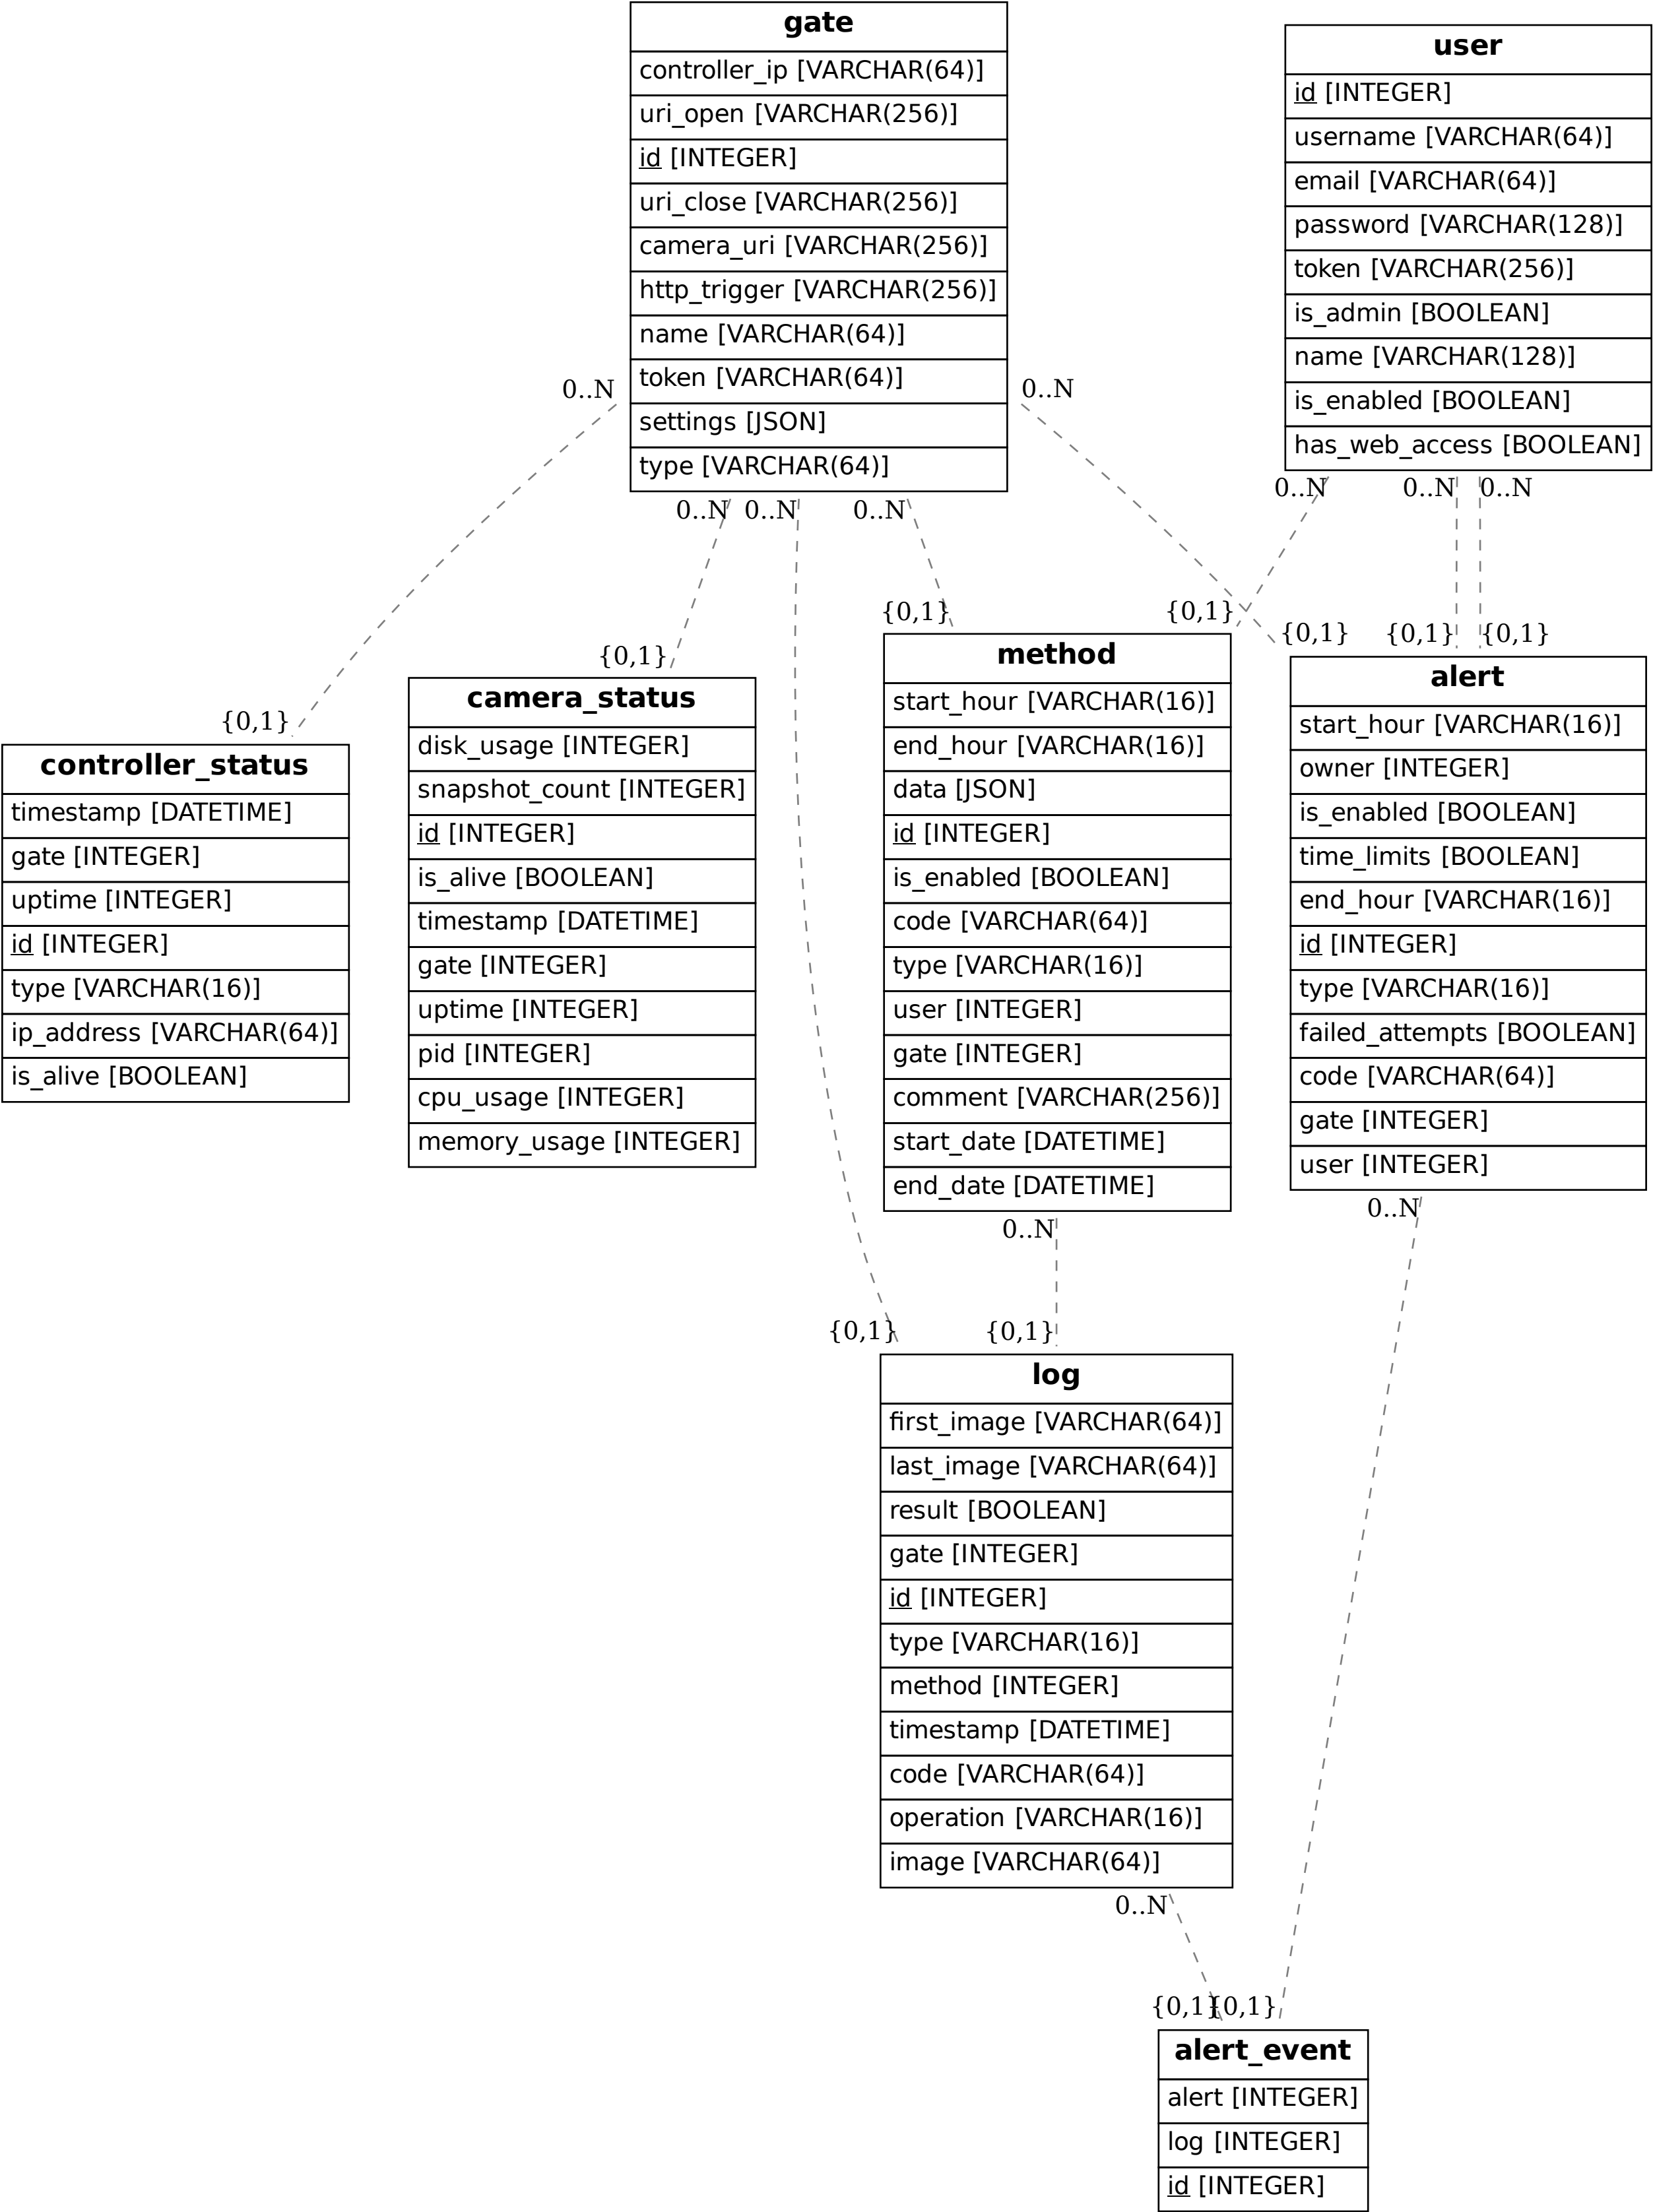 gate
controller_ip [VARCHAR(64)]
uri_open [VARCHAR(256)]
id [INTEGER]
uri_close [VARCHAR(256)]
camera_uri [VARCHAR(256)]
http_trigger [VARCHAR(256)]
name [VARCHAR(64)]
token [VARCHAR(64)]
settings [JSON]
type [VARCHAR(64)]
user
id [INTEGER]
username [VARCHAR(64)]
email [VARCHAR(64)]
password [VARCHAR(128)]
token [VARCHAR(256)]
is_admin [BOOLEAN]
name [VARCHAR(128)]
is_enabled [BOOLEAN]
has_web_access [BOOLEAN]
0..N
0..N
0..N
0..N
0..N
0..N
0..N
0..N
{0,1}
{0,1}
{0,1}
{0,1}
{0,1}
{0,1}
{0,1}
controller_status
timestamp [DATETIME]
gate [INTEGER]
uptime [INTEGER]
id [INTEGER]
type [VARCHAR(16)]
ip_address [VARCHAR(64)]
is_alive [BOOLEAN]
camera_status
disk_usage [INTEGER]
snapshot_count [INTEGER]
id [INTEGER]
is_alive [BOOLEAN]
timestamp [DATETIME]
gate [INTEGER]
uptime [INTEGER]
pid [INTEGER]
cpu_usage [INTEGER]
memory_usage [INTEGER]
method
start_hour [VARCHAR(16)]
end_hour [VARCHAR(16)]
data [JSON]
id [INTEGER]
is_enabled [BOOLEAN]
code [VARCHAR(64)]
type [VARCHAR(16)]
user [INTEGER]
gate [INTEGER]
comment [VARCHAR(256)]
start_date [DATETIME]
end_date [DATETIME]
alert
start_hour [VARCHAR(16)]
owner [INTEGER]
is_enabled [BOOLEAN]
time_limits [BOOLEAN]
end_hour [VARCHAR(16)]
id [INTEGER]
type [VARCHAR(16)]
failed_attempts [BOOLEAN]
code [VARCHAR(64)]
gate [INTEGER]
user [INTEGER]
0..N
0..N
{0,1}
{0,1}
log
first_image [VARCHAR(64)]
last_image [VARCHAR(64)]
result [BOOLEAN]
gate [INTEGER]
id [INTEGER]
type [VARCHAR(16)]
method [INTEGER]
timestamp [DATETIME]
code [VARCHAR(64)]
operation [VARCHAR(16)]
image [VARCHAR(64)]
0..N
{0,1}
{0,1}
alert_event
alert [INTEGER]
log [INTEGER]
id [INTEGER]